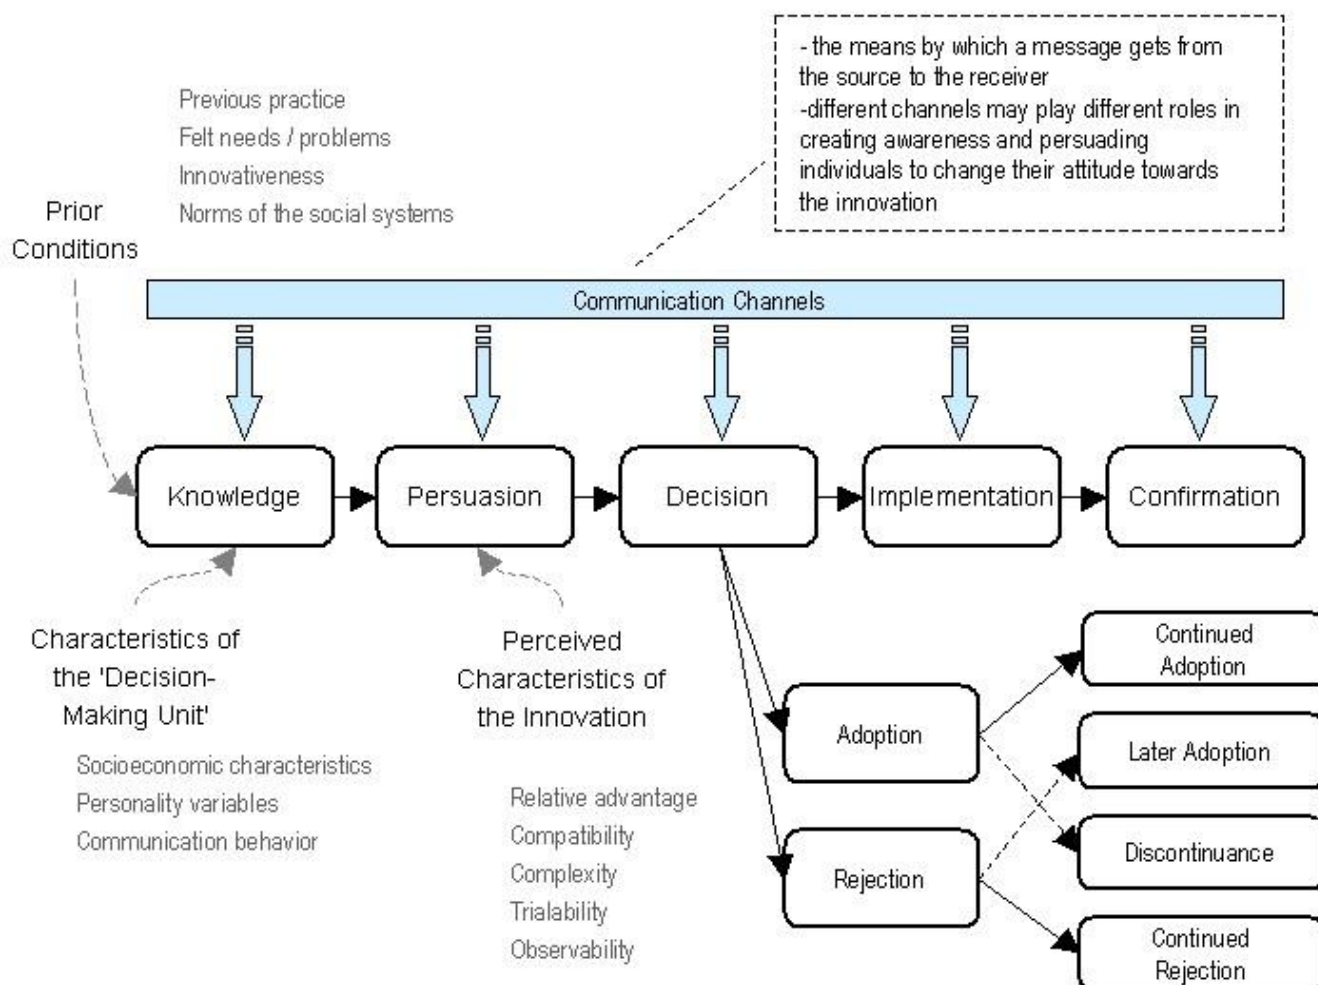 - the means by which a message gets from
the source to the receiver
-different channels may play different roles in
creating awareness and persuading
individuals to change their attitude towards
the innovation
Previous practice
Felt needs / problems
Innovativeness
Norms of the social systems
Prior
Conditions
Communication Channels
Knowledge
Persuasion
Decision
Implementation
Confirmation
Characteristics of
the 'Decision-
Making Unit'
Socioeconomic characteristics
Personality variables
Communication behavior
Perceived
Characteristics of
the Innovation
Relative advantage
Compatibility
Complexity
Trialability
Observability
Adoption
Rejection
Continued
Adoption
Later Adoption
Discontinuance
Continued
Rejection